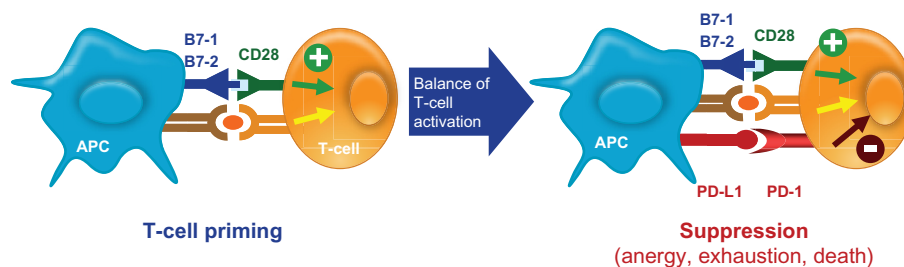 B7-1
B7-2
CD28
+
APC
T-cell
T-cell priming
Balance of
T-cell
activation
B7-1
B7-2
CD28
+
APC
-
PD-L1
PD-1
Suppression
(anergy, exhaustion, death)